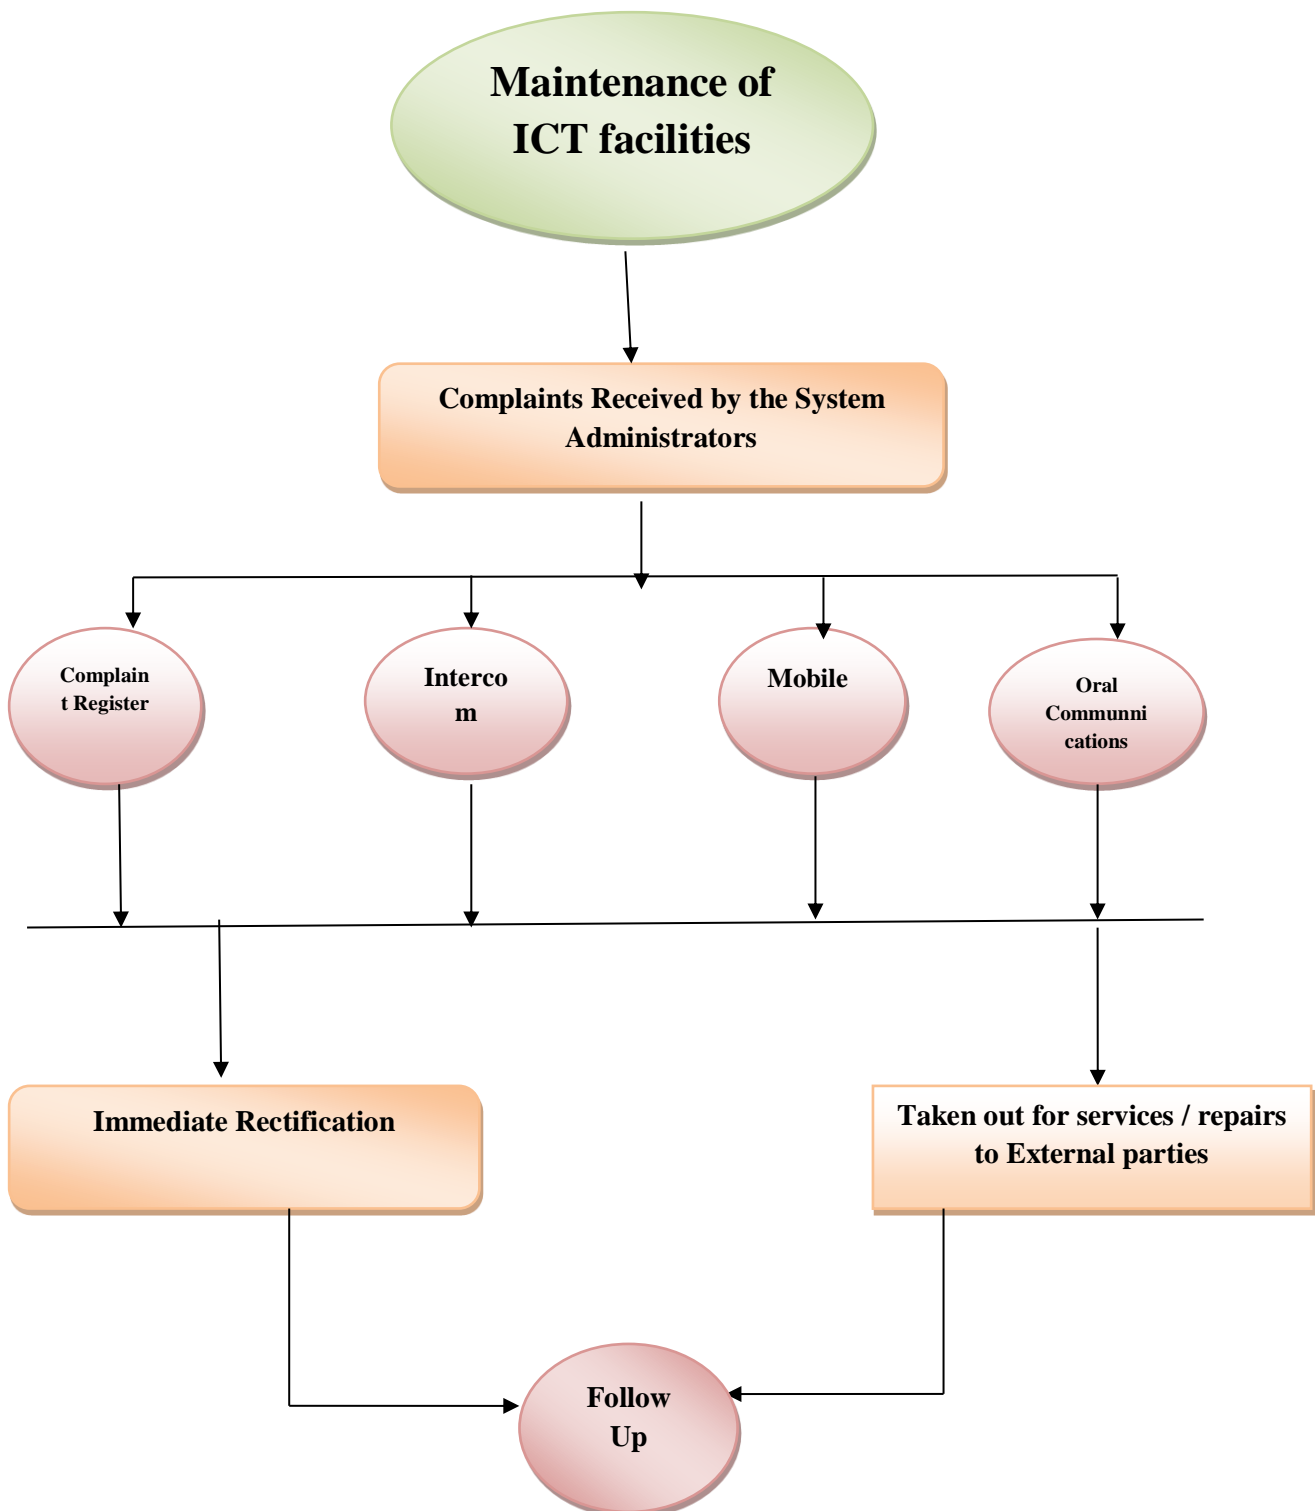 Maintenance of
ICT facilities
Complaints Received by the System
Administrators
Complain
t Register
Interco
m
Mobile
Oral
Communni
cations
Immediate Rectification
Taken out for services / repairs
to External parties
Follow
Up